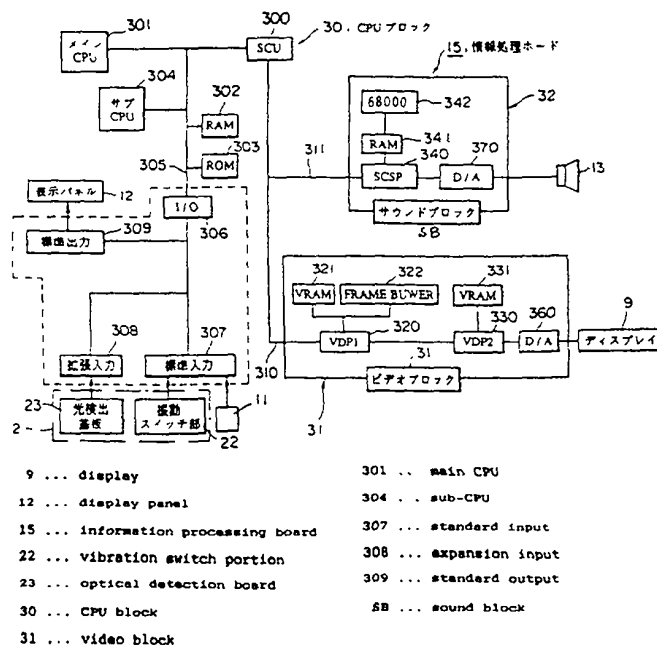 300
SCU
30, CPUブロック
301
メイン
CPU
304
サブ
CPU
302
RAM
303
ROM
305
I/O
306
表示パネル
12
標準出力
309
308
307
拡張入力
標準入力
23
光検出
基板
振動
スイッチ部
22
11
2
15, 情報処理ボード
32
68000
342
RAM
341
SCSP
340
370
D/A
13
サウンドブロック
SB
311
321
322
331
VRAM
FRAME BUWER
VRAM
VDP1
320
VDP2
330
360
D/A
9
ディスプレイ
310
31
ビデオブロック
31
9 ... display
12 ... display panel
15 ... information processing board
22 ... vibration switch portion
23 ... optical detection board
30 ... CPU block
31 ... video block
301 .. main CPU
304 .. sub-CPU
307 ... standard input
308 ... expansion input
309 ... standard output
SB ... sound block